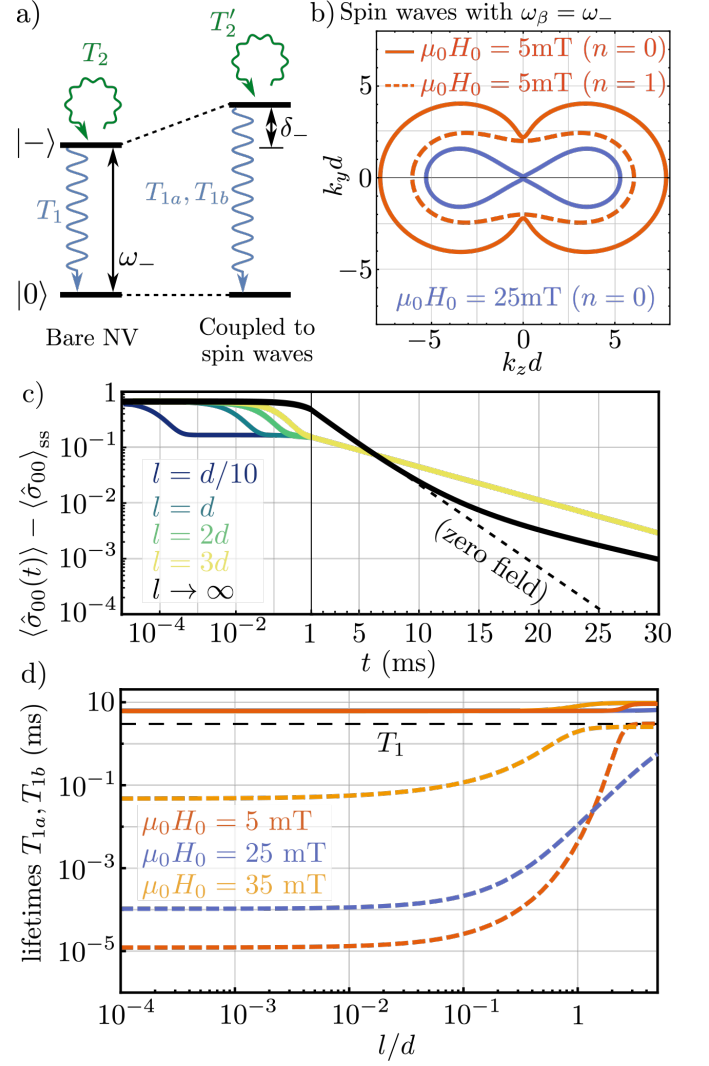 a)
T₂
T₂′
|−⟩
δ₋
T₁
T₁ₐ, T₁b
ω₋
|0⟩
Bare NV
Coupled to
spin waves
b) Spin waves with ωᵦ = ω₋
μ₀H₀ = 5mT (n = 0)
μ₀H₀ = 5mT (n = 1)
5
0
−5
k_y d
μ₀H₀ = 25mT (n = 0)
−5 0 5
k_z d
c)
⟨σ̂₀₀(t)⟩ − ⟨σ̂₀₀⟩ₛₛ
1
10⁻¹
10⁻²
10⁻³
10⁻⁴
l = d/10
l = d
l = 2d
l = 3d
l → ∞
(zero field)
10⁻⁴ 10⁻² 1 5 10 15 20 25 30
t (ms)
d)
lifetimes T₁ₐ, T₁b (ms)
10
10⁻¹
10⁻³
10⁻⁵
T₁
μ₀H₀ = 5 mT
μ₀H₀ = 25 mT
μ₀H₀ = 35 mT
10⁻⁴ 10⁻³ 10⁻² 10⁻¹ 1
l/d